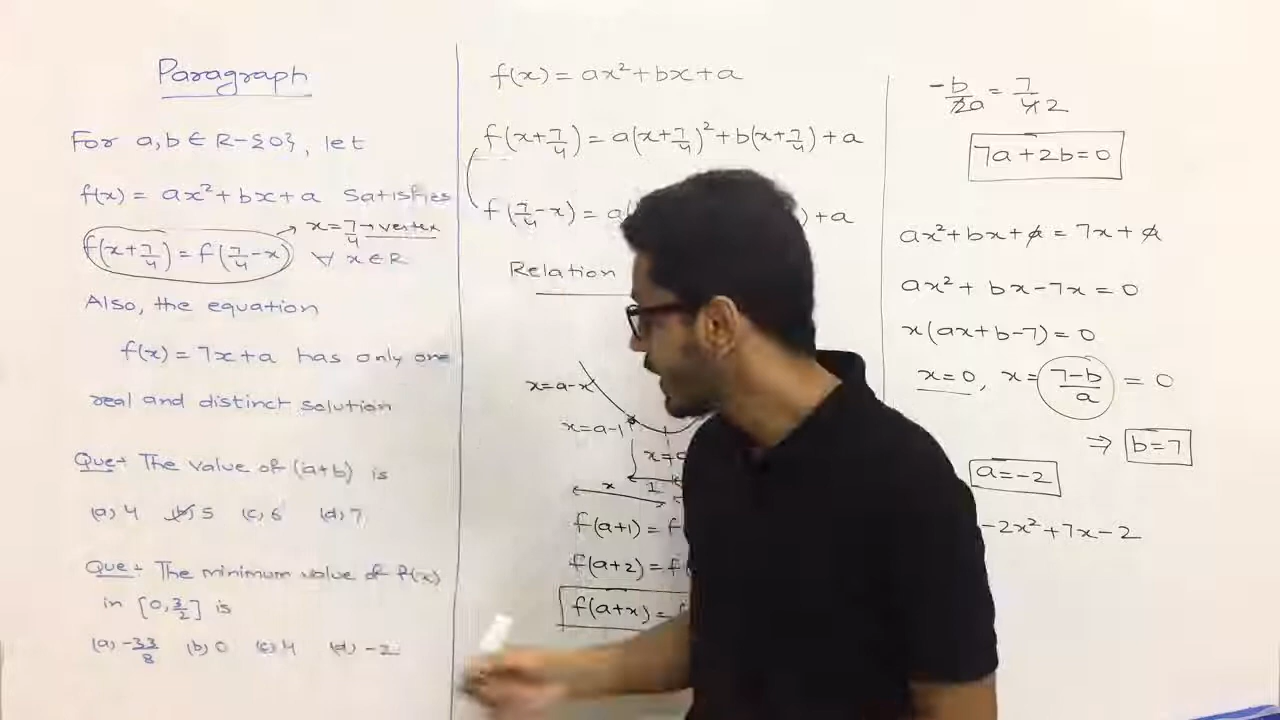 Paragraph
For a,b ∈ R-{0}, let
f(x) = ax²+bx+a satisfies
→ x=7/4→vertex
f(x+7/4) = f(7/4-x) ∀ x∈R
Also, the equation
f(x) = 7x+a has only one
real and distinct solution
Que:- The value of (a+b) is
(a) 4 (b) 5 (c) 6 (d) 7
Que:- The minimum value of f(x)
in [0,3/2] is
(a) -33/8 (b) 0 (c) 4 (d) -2
f(x) = ax²+bx+a
f(x+7/4) = a(x+7/4)²+b(x+7/4)+a
f(7/4-x) = a( )+a
Relation
x=a-x
x=a-1
x=
1
x
f(a+1) = f
f(a+2) = f
f(a+x) =
-b/2a = 7/4 2
7a+2b=0
ax²+bx+a = 7x+a
ax²+bx-7x=0
x(ax+b-7)=0
x=0, x= 7-b/a = 0
⇒ b=7
a=-2
-2x²+7x-2